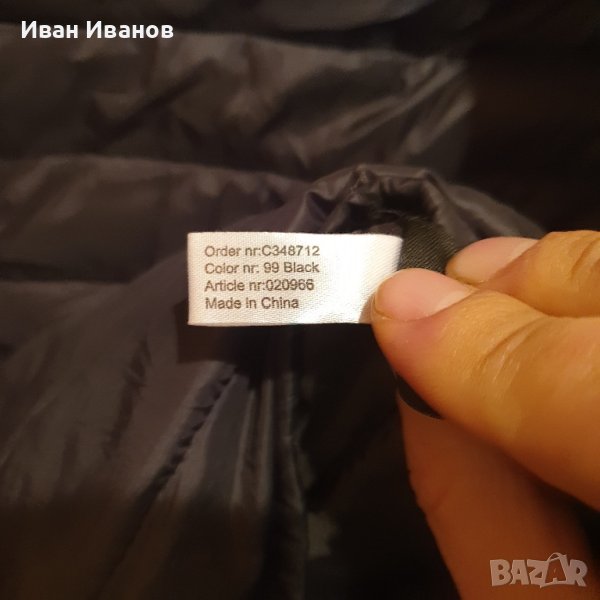 Иван Иванов
Order nr:C348712
Color nr: 99 Black
Article nr:020966
Made in China
BAZAR